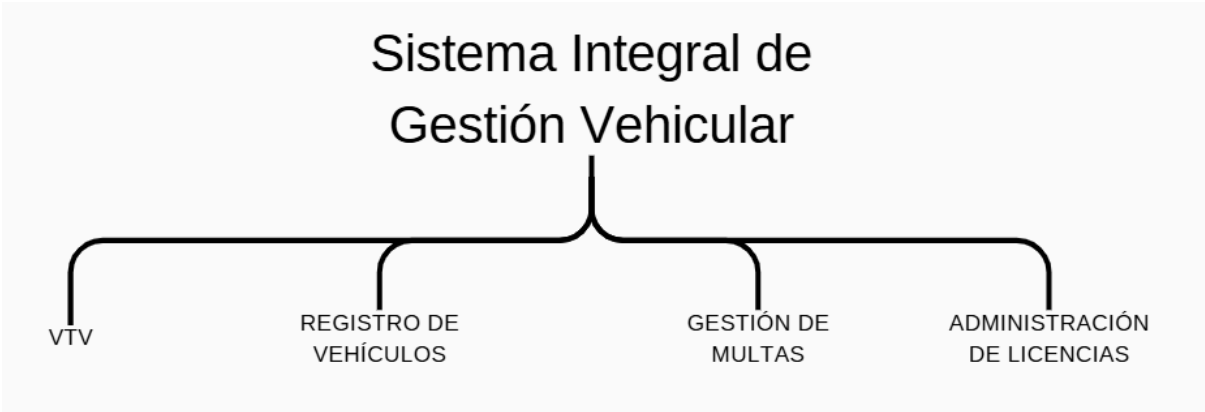 Sistema Integral de
Gestión Vehicular
VTV
REGISTRO DE
VEHÍCULOS
GESTIÓN DE
MULTAS
ADMINISTRACIÓN
DE LICENCIAS